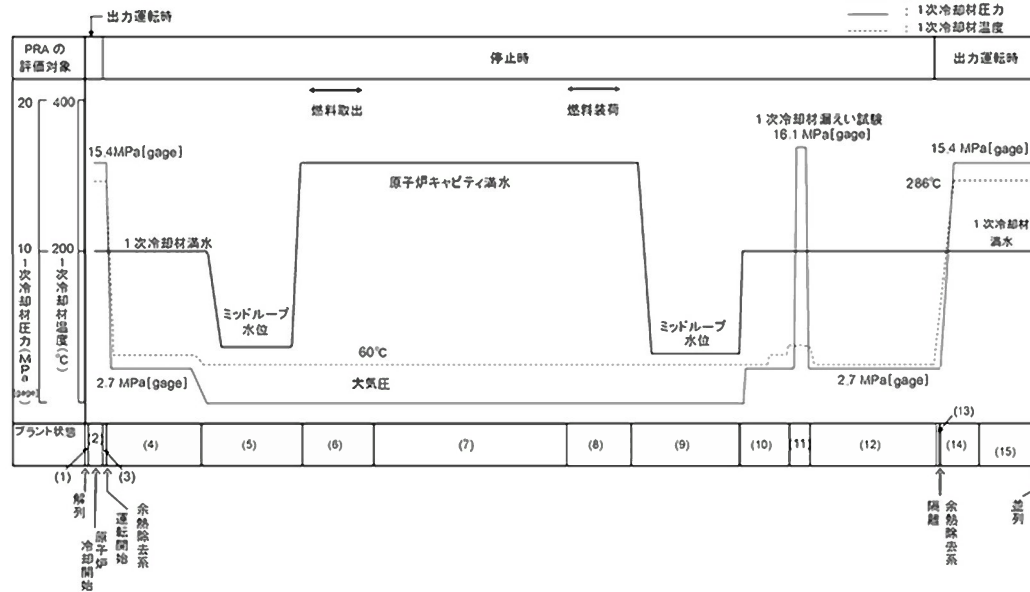 出力運転時
： 1次冷却材圧力
： 1次冷却材温度
PRA の
評価対象
停止時
出力運転時
20
400
燃料取出
燃料装荷
1次冷却材漏えい試験
16.1 MPa[gage]
15.4MPa[gage]
15.4 MPa[gage]
原子炉キャビティ満水
286℃
1次冷却材満水
1次冷却材
満水
10
200
1次冷却材圧力(MPa[gage])
1次冷却材温度(℃)
ミッドループ
水位
ミッドループ
水位
60℃
大気圧
2.7 MPa[gage]
2.7 MPa[gage]
プラント状態
(1)
2
(3)
(4)
(5)
(6)
(7)
(8)
(9)
(10)
(11)
(12)
(13)
(14)
(15)
解列
原子炉
冷却開始
余熱除去系
運転開始
余熱除去系
隔離
並列